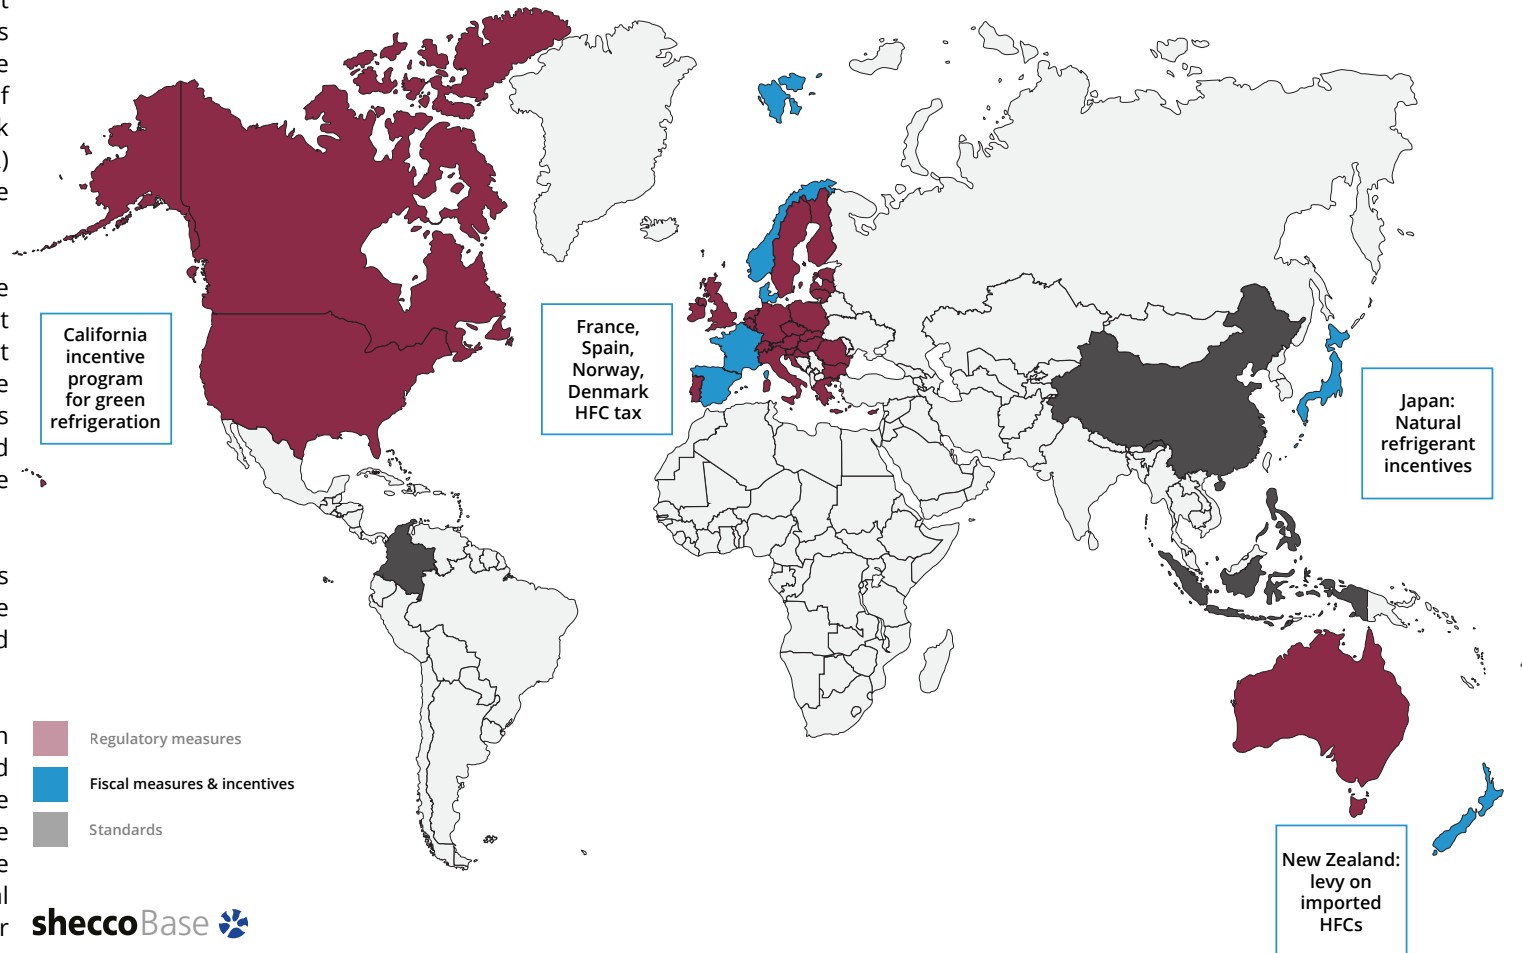 California
incentive
program
for green
refrigeration
France,
Spain,
Norway,
Denmark
HFC tax
Japan:
Natural
refrigerant
incentives
Regulatory measures
Fiscal measures & incentives
Standards
New Zealand:
levy on
imported
HFCs
sheccoBase